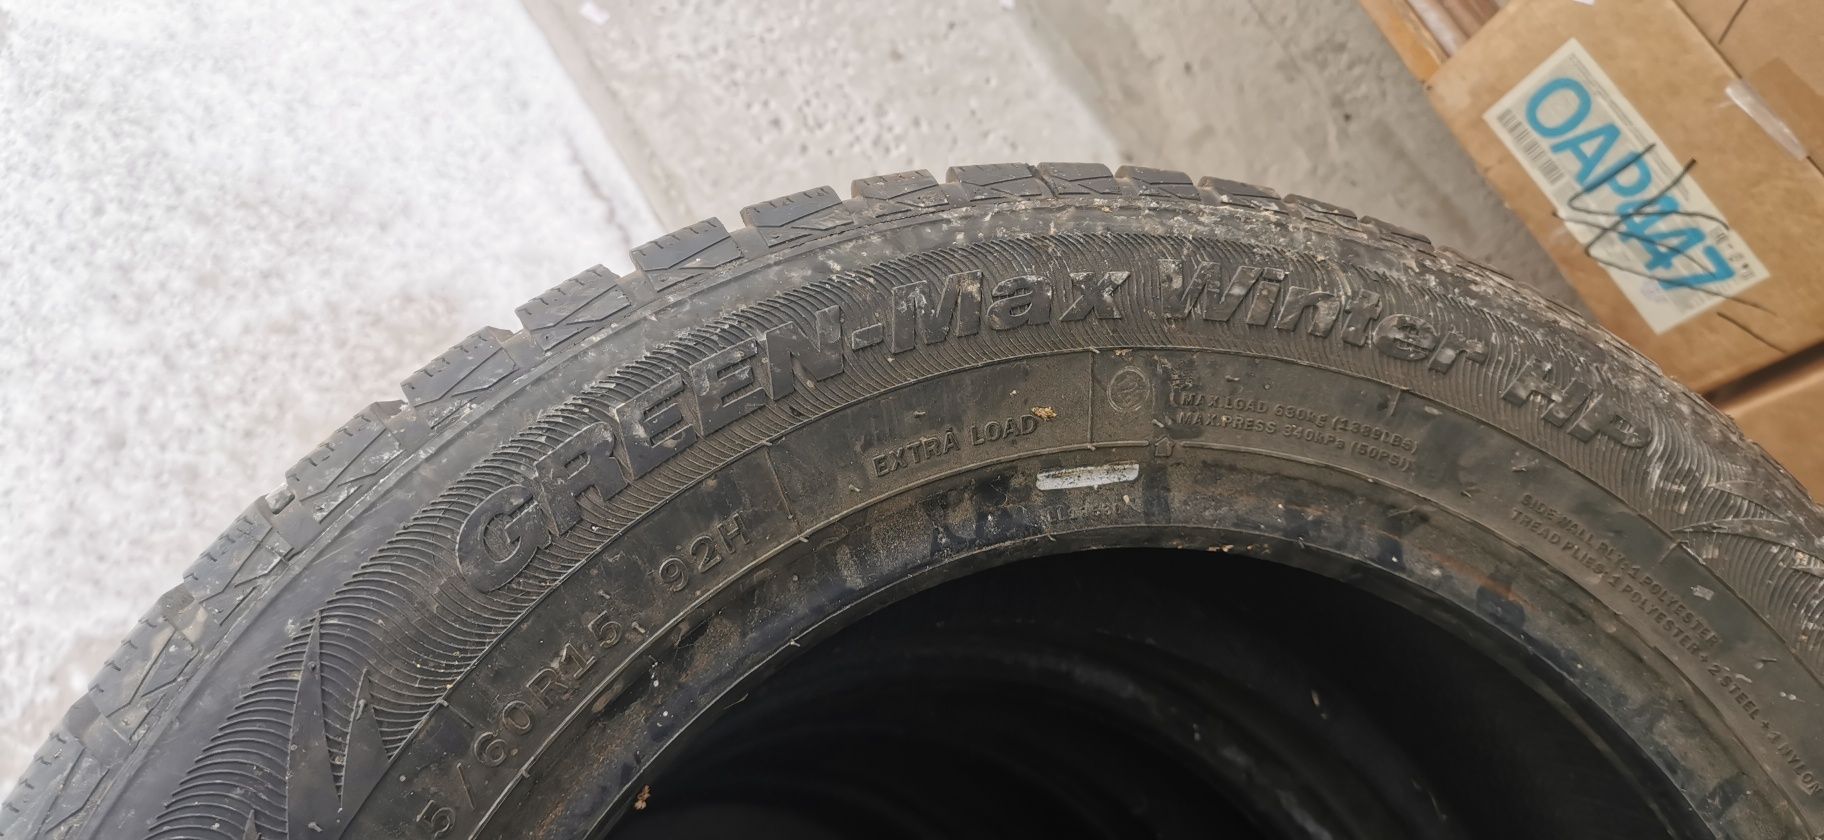 GREEN-Max Winter HP
5/60R15 92H
EXTRA LOAD
MAX LOAD 630kg (1389LBS)
MAX.PRESS 340kPa (50PSI)
SIDEWALL PLY:1 POLYESTER
TREAD PLIES:1 POLYESTER + 2 STEEL + 1 NYLON
OAP447